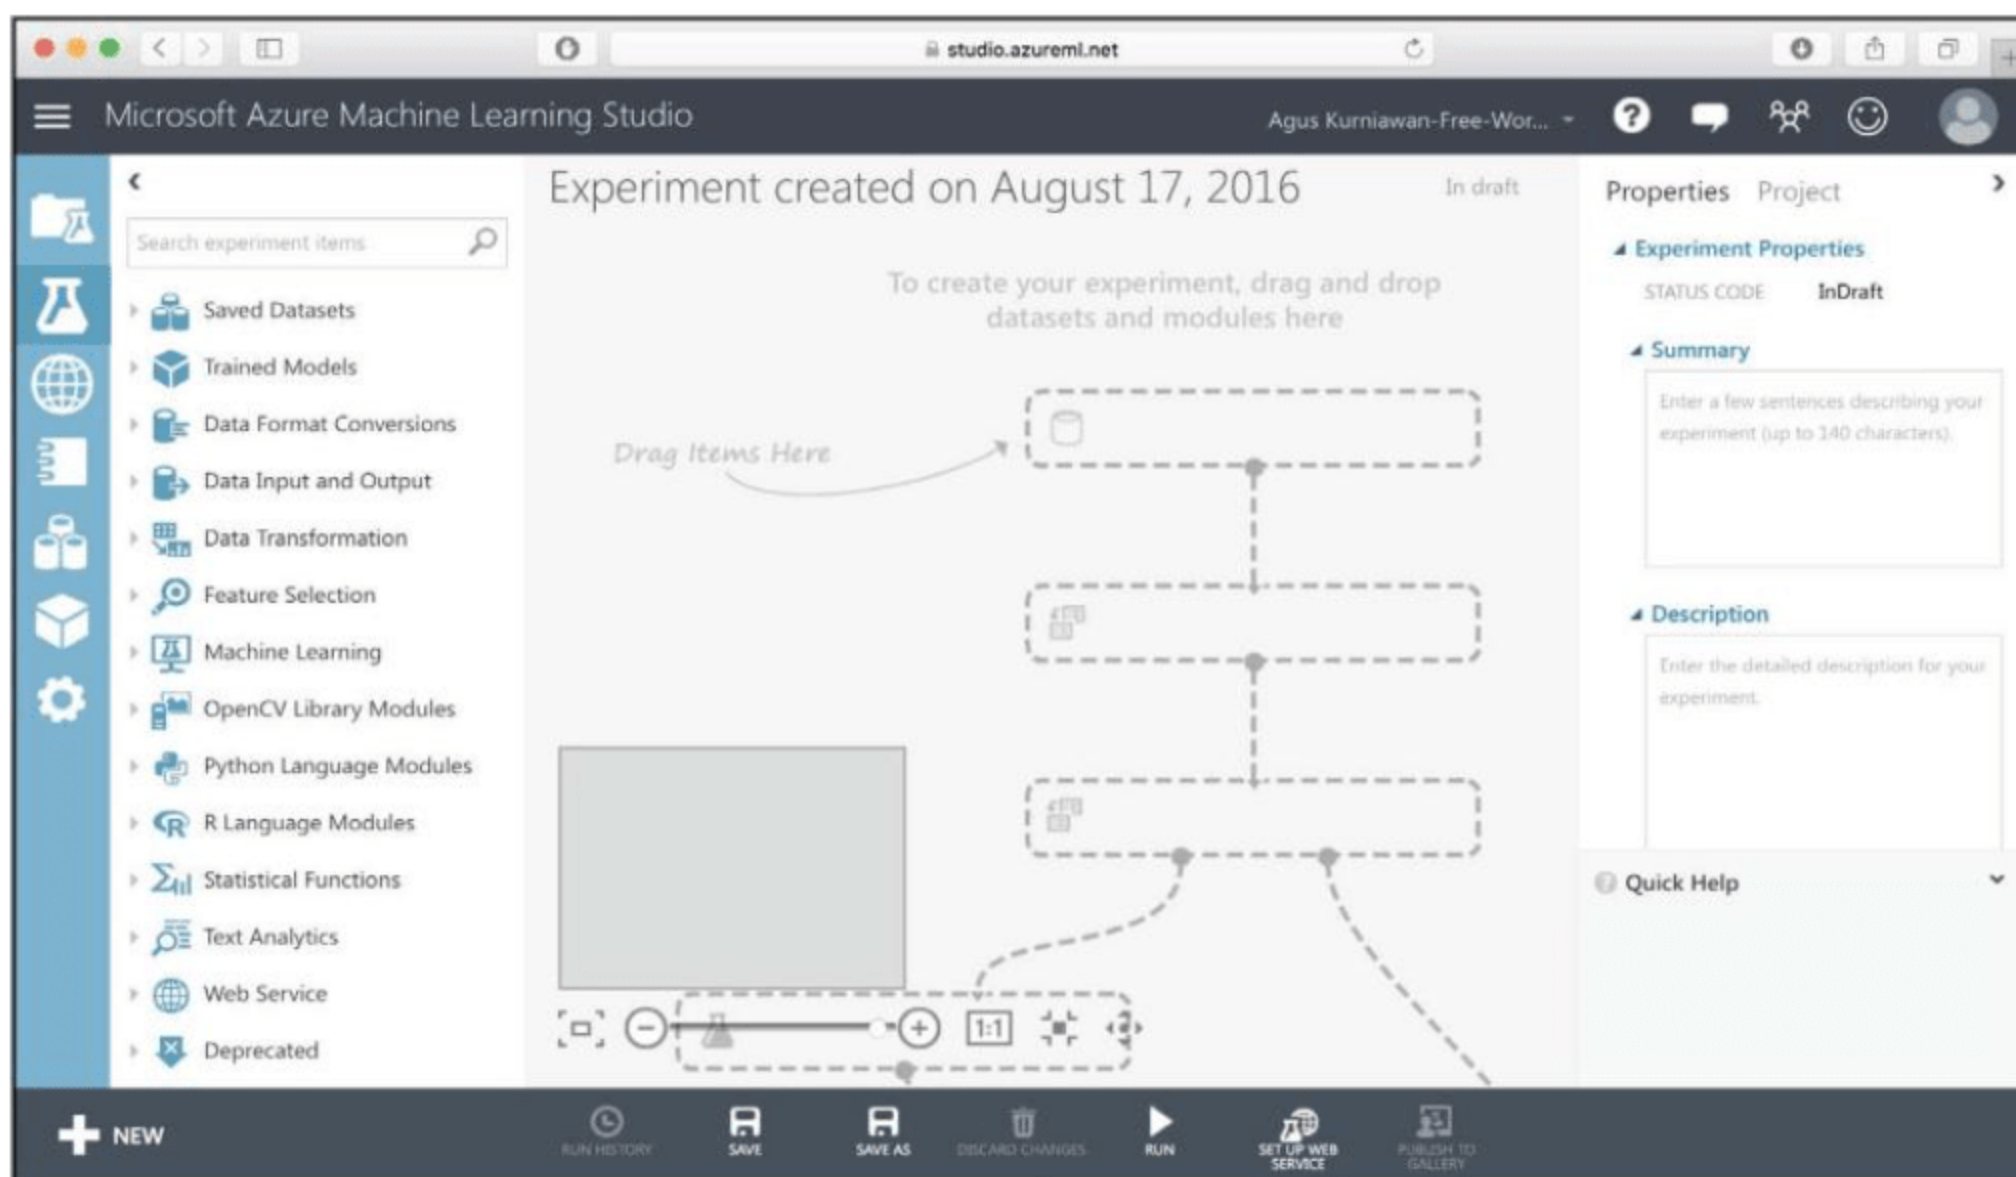 studio.azureml.net
Microsoft Azure Machine Learning Studio
Agus Kurniawan-Free-Wor...
Search experiment items
Saved Datasets
Trained Models
Data Format Conversions
Data Input and Output
Data Transformation
Feature Selection
Machine Learning
OpenCV Library Modules
Python Language Modules
R Language Modules
Statistical Functions
Text Analytics
Web Service
Deprecated
Experiment created on August 17, 2016
In draft
To create your experiment, drag and drop
datasets and modules here
Drag Items Here
1:1
Properties Project
Experiment Properties
STATUS CODE InDraft
Summary
Enter a few sentences describing your
experiment (up to 140 characters).
Description
Enter the detailed description for your
experiment.
Quick Help
NEW
RUN HISTORY
SAVE
SAVE AS
DISCARD CHANGES
RUN
SET UP WEB
SERVICE
PUBLISH TO
GALLERY